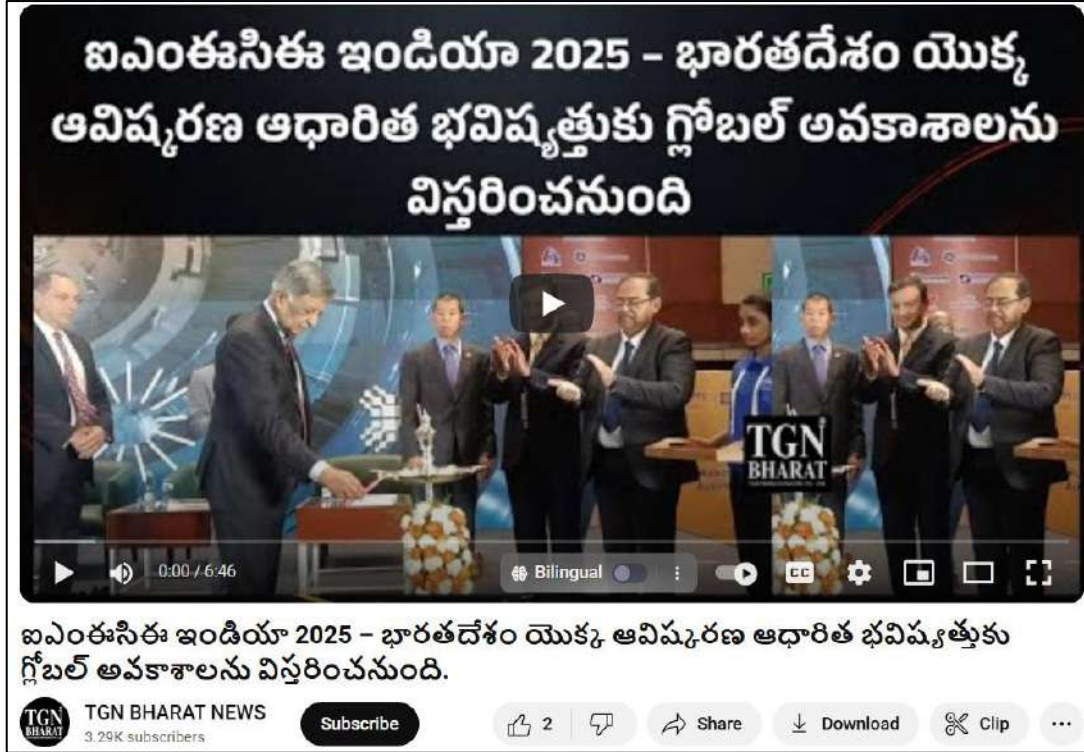 ఐఎంఈసిఈ ఇండియా 2025 – భారతదేశం యొక్క
ఆవిష్కరణ ఆధారిత భవిష్యత్తుకు గ్లోబల్ అవకాశాలను
విస్తరించనుంది
TGN
BHARAT
0:00 / 6:46
Bilingual
CC
ఐఎంఈసిఈ ఇండియా 2025 – భారతదేశం యొక్క ఆవిష్కరణ ఆధారిత భవిష్యత్తుకు
గ్లోబల్ అవకాశాలను విస్తరించనుంది.
TGN
BHARAT
TGN BHARAT NEWS
3.29K subscribers
Subscribe
2
Share
Download
Clip